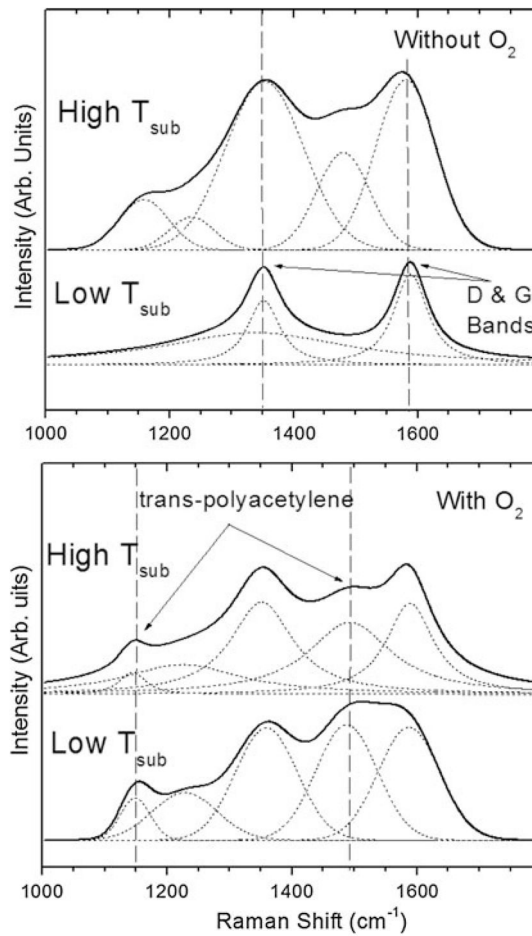 Without O2
High Tsub
Intensity (Arb. Units)
Low Tsub
D & G
Bands
1000 1200 1400 1600
trans-polyacetylene
With O2
High Tsub
Intensity (Arb. uits)
Low Tsub
1000 1200 1400 1600
Raman Shift (cm-1)